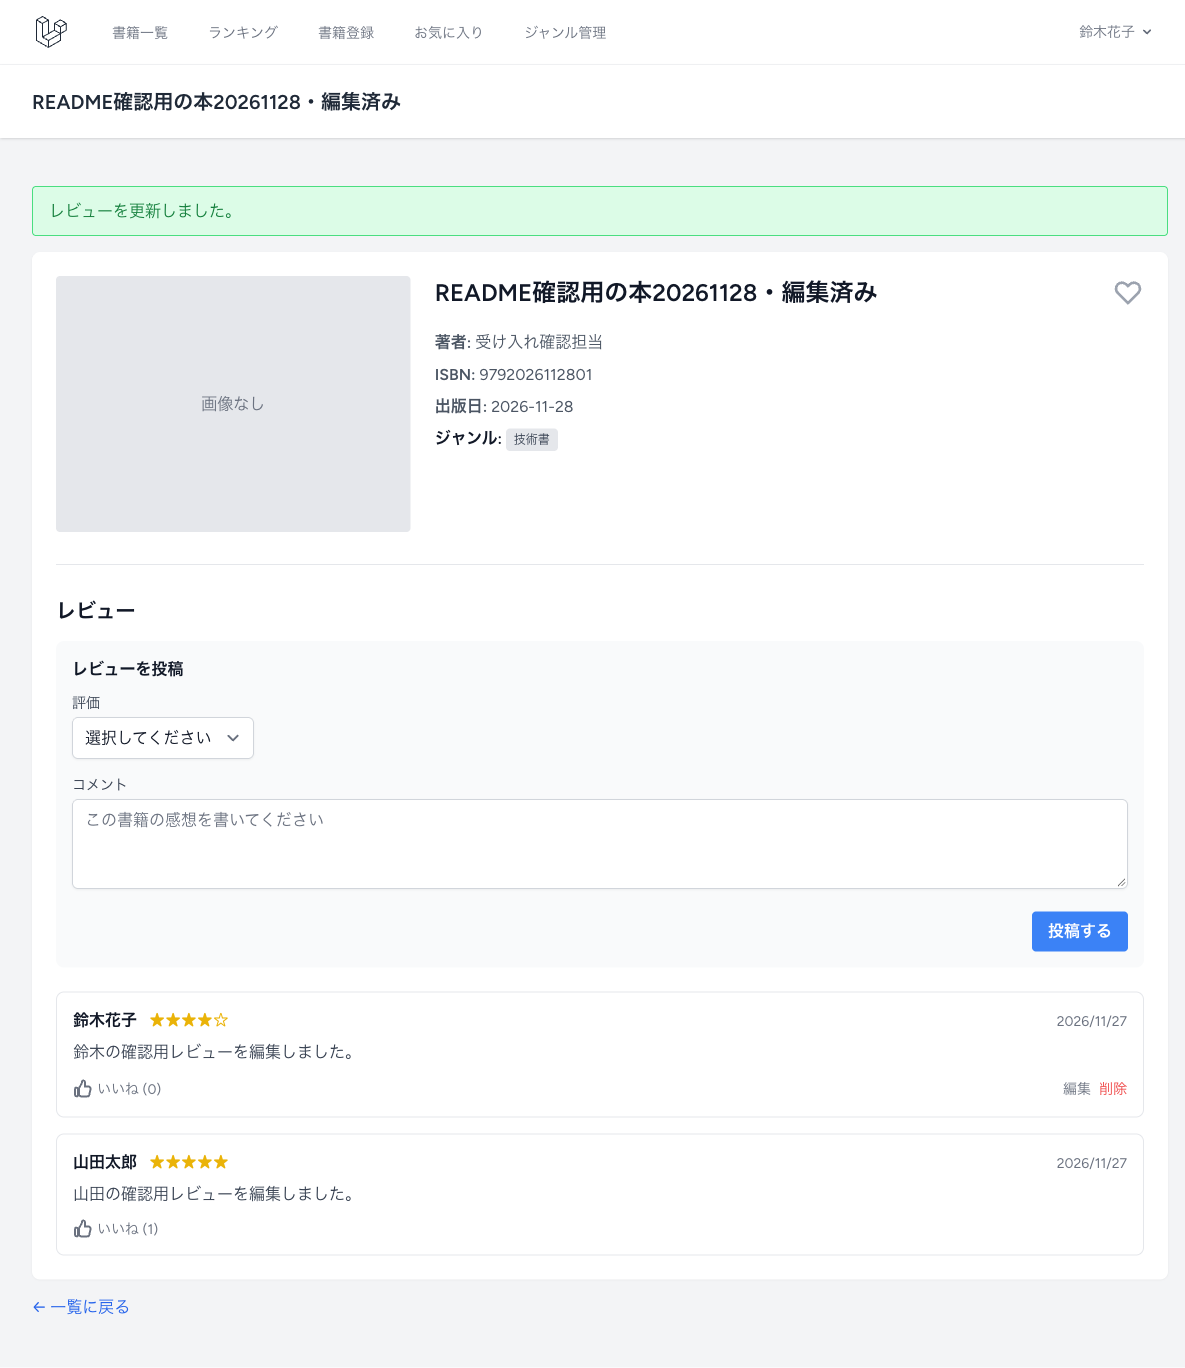 書籍一覧 ランキング 書籍登録 お気に入り ジャンル管理 鈴木花子
README確認用の本20261128・編集済み
レビューを更新しました。
画像なし
README確認用の本20261128・編集済み
著者: 受け入れ確認担当
ISBN: 9792026112801
出版日: 2026-11-28
ジャンル: 技術書
レビュー
レビューを投稿
評価
選択してください
コメント
この書籍の感想を書いてください
投稿する
鈴木花子 ★★★★☆ 2026/11/27
鈴木の確認用レビューを編集しました。
いいね (0) 編集 削除
山田太郎 ★★★★★ 2026/11/27
山田の確認用レビューを編集しました。
いいね (1)
← 一覧に戻る